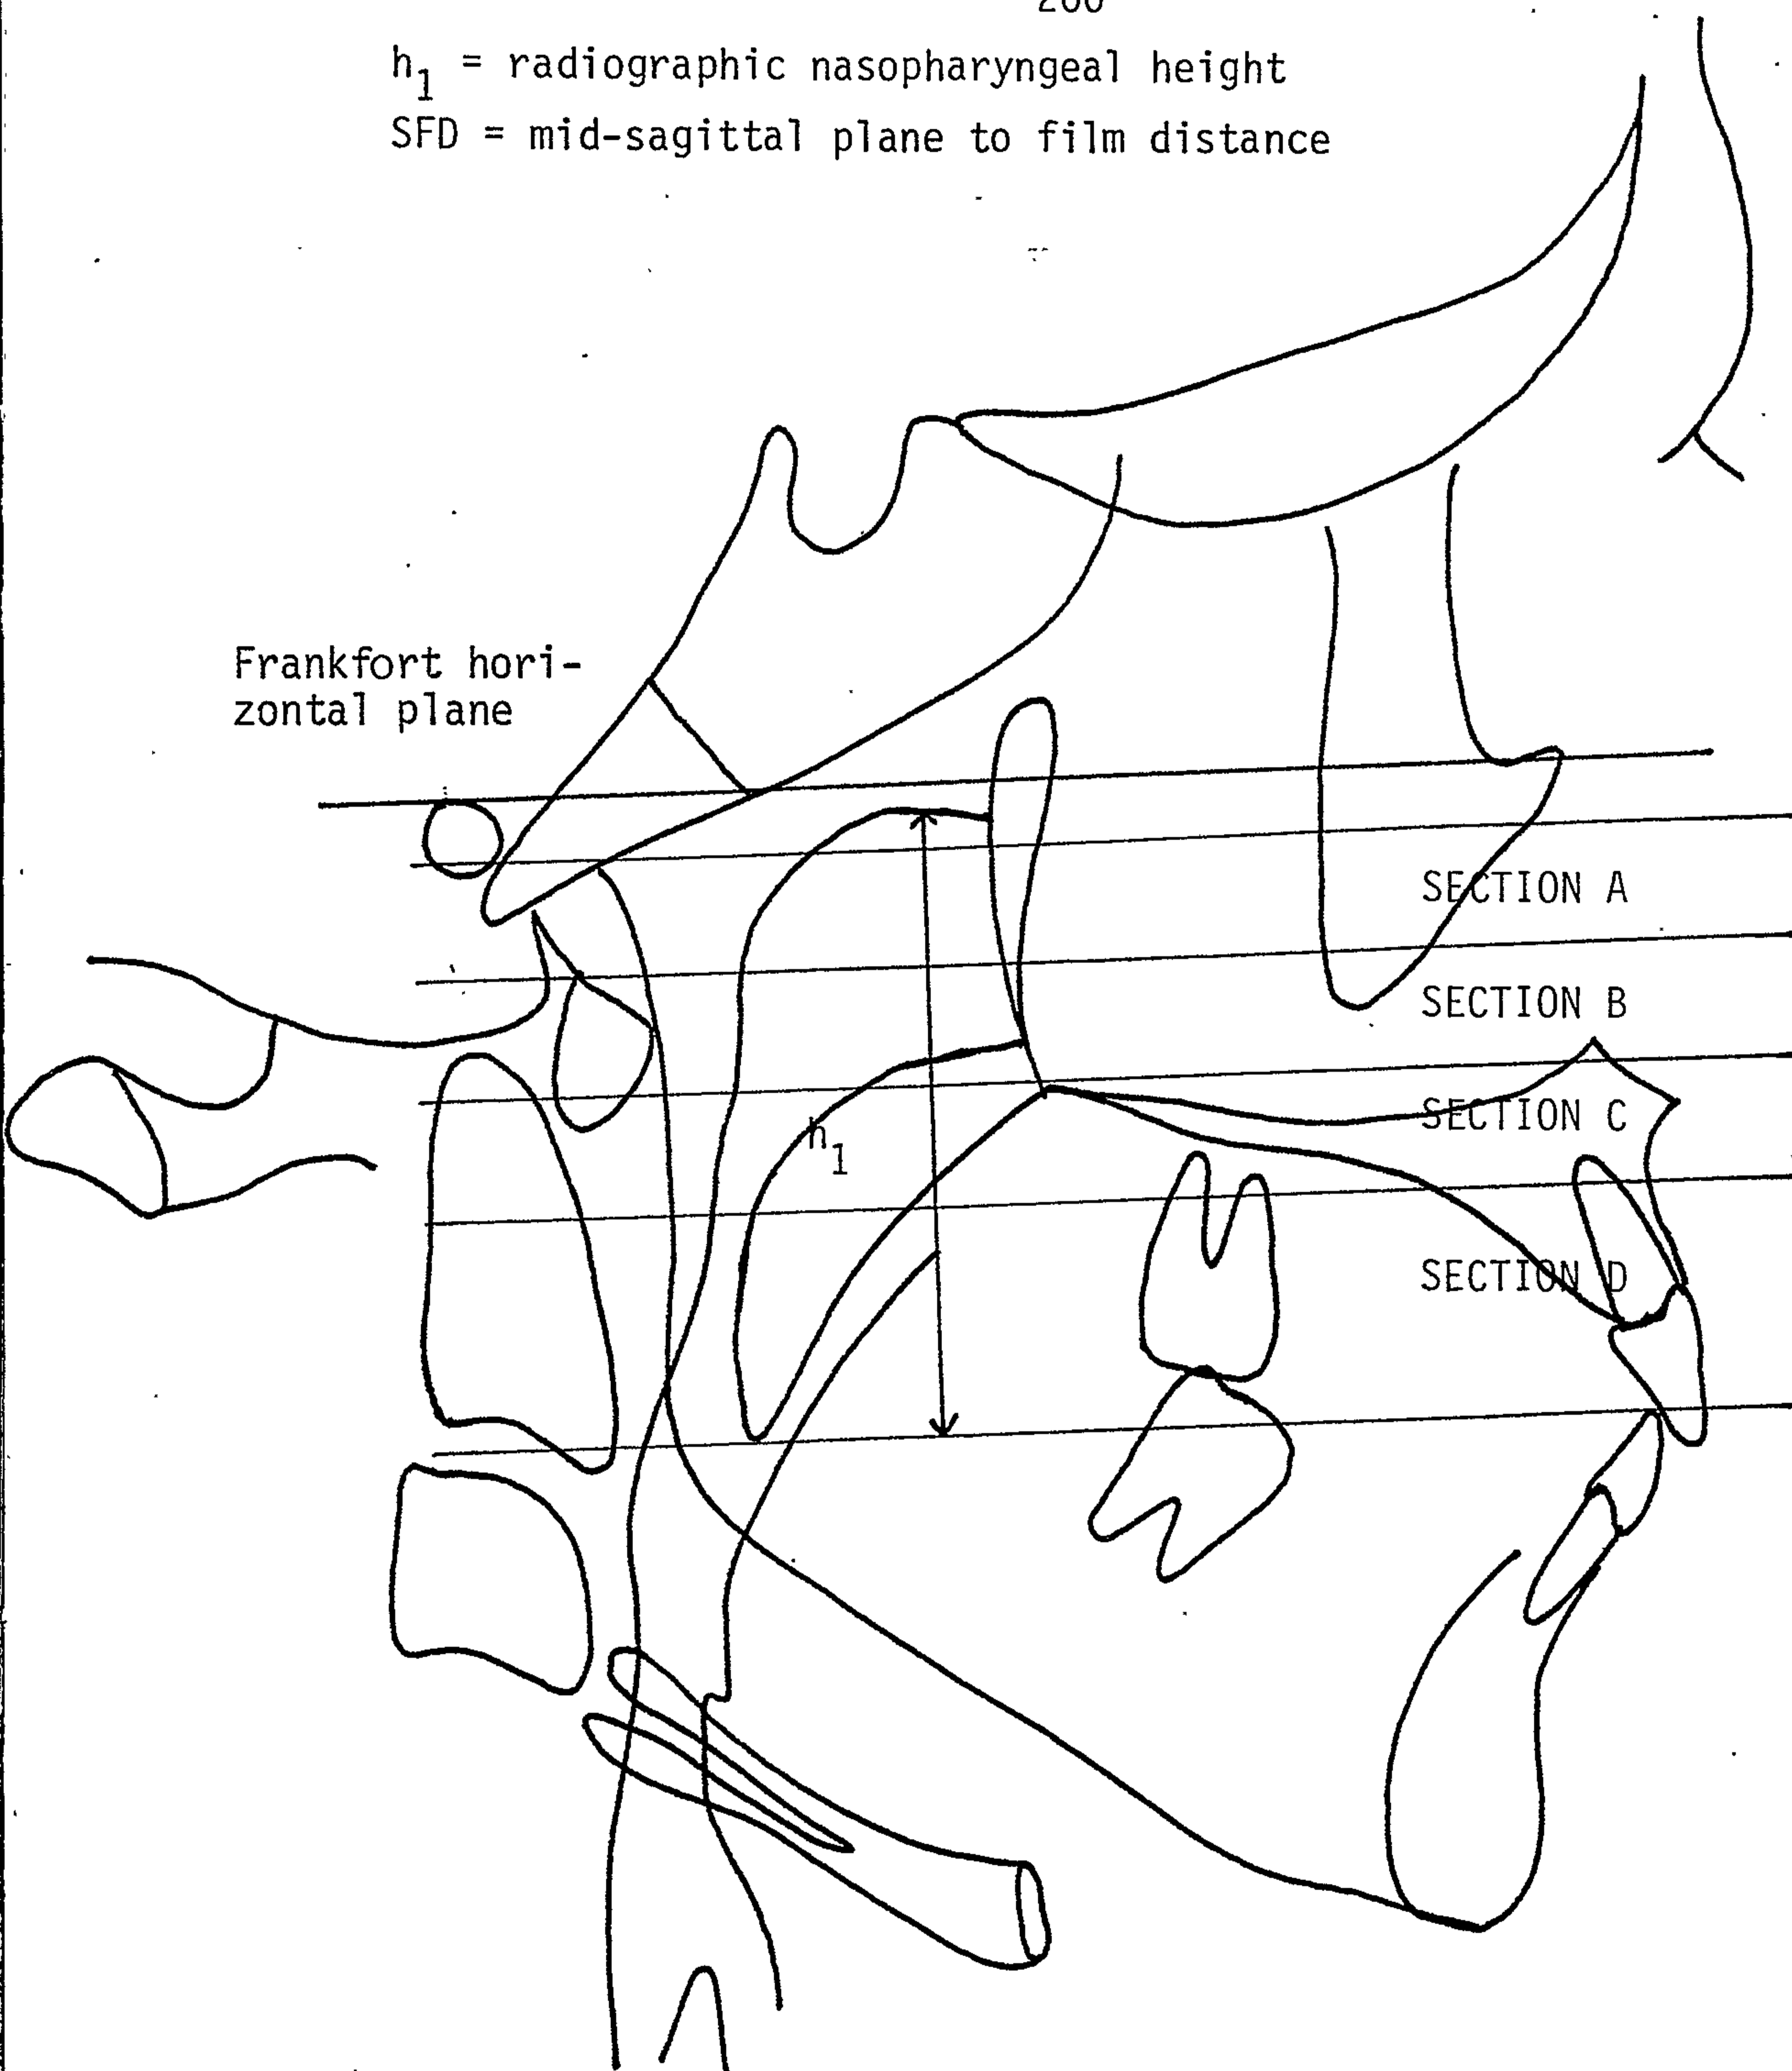 h₁ = radiographic nasopharyngeal height
SFD = mid-sagittal plane to film distance
Frankfort hori-
zontal plane
SECTION A
SECTION B
SECTION C
h₁
SECTION D